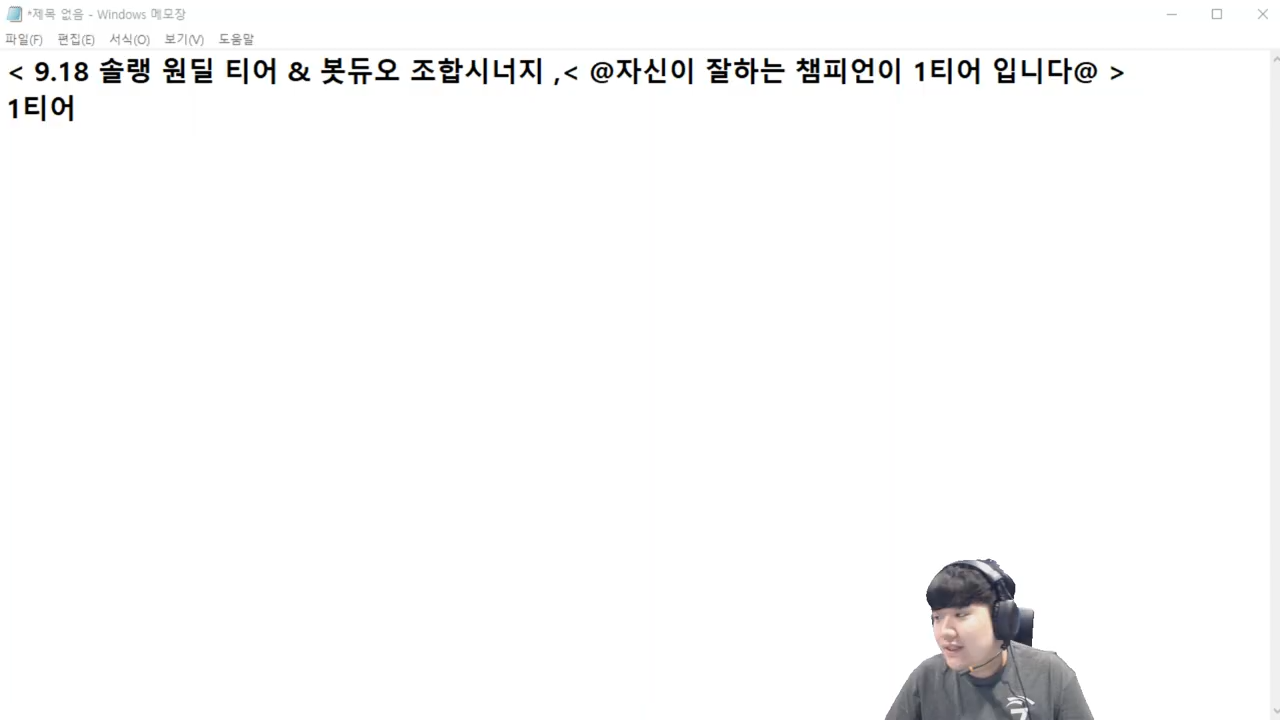 *제목 없음 - Windows 메모장
파일(F) 편집(E) 서식(O) 보기(V) 도움말
< 9.18 솔랭 원딜 티어 & 봇듀오 조합시너지 ,< @자신이 잘하는 챔피언이 1티어 입니다@ >
1티어
7